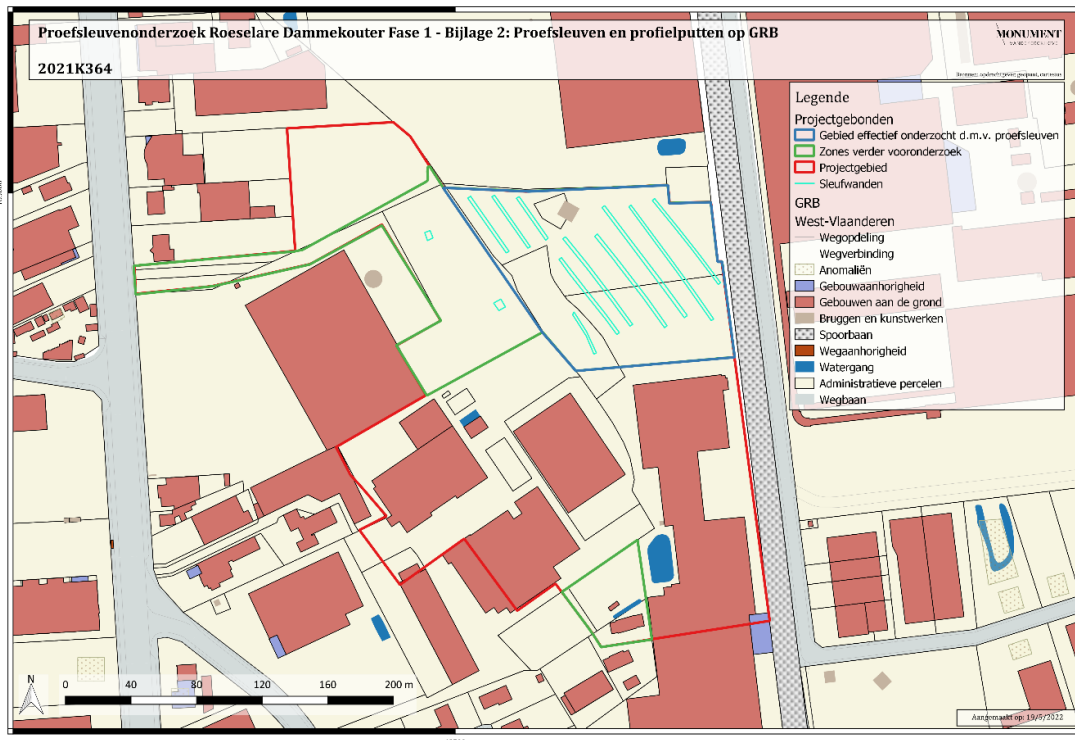 Proefsleuvenonderzoek Roeselare Dammekouter Fase 1 - Bijlage 2: Proefsleuven en profielputten op GRB
2021K364
MONUMENT
Legende
Projectgebonden
Gebied effectief onderzocht d.m.v. proefsleuven
Zones verder vooronderzoek
Projectgebied
Sleufwanden
GRB
West-Vlaanderen
Wegopdeling
Wegverbinding
Anomaliën
Gebouwaanhorigheid
Gebouwen aan de grond
Bruggen en kunstwerken
Spoorbaan
Wegaanhorigheid
Watergang
Administratieve percelen
Wegbaan
N
0 40 80 120 160 200 m
Aangemaakt op: 19/5/2022